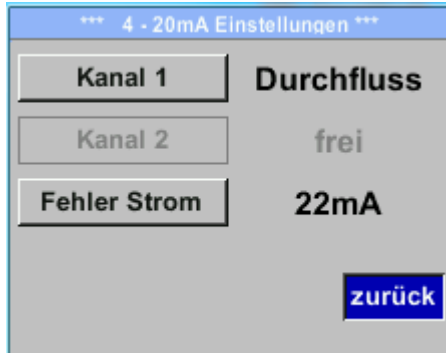 *** 4 - 20mA Einstellungen ***
Kanal 1 Durchfluss
Kanal 2 frei
Fehler Strom 22mA
zurück